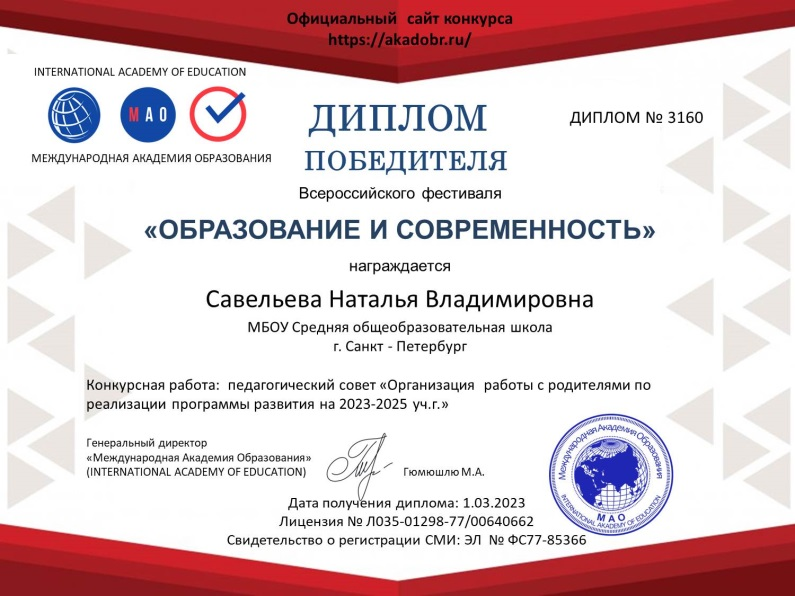 Официальный сайт конкурса
https://akadobr.ru/
INTERNATIONAL ACADEMY OF EDUCATION
МАО
МЕЖДУНАРОДНАЯ АКАДЕМИЯ ОБРАЗОВАНИЯ
ДИПЛОМ
ПОБЕДИТЕЛЯ
ДИПЛОМ № 3160
Всероссийского фестиваля
«ОБРАЗОВАНИЕ И СОВРЕМЕННОСТЬ»
награждается
Савельева Наталья Владимировна
МБОУ Средняя общеобразовательная школа
г. Санкт - Петербург
Конкурсная работа: педагогический совет «Организация работы с родителями по
реализации программы развития на 2023-2025 уч.г.»
Генеральный директор
«Международная Академия Образования»
(INTERNATIONAL ACADEMY OF EDUCATION)
Гюмюшлю М.А.
Международная Академия Образования
МАО
INTERNATIONAL ACADEMY OF EDUCATION
Дата получения диплома: 1.03.2023
Лицензия № Л035-01298-77/00640662
Свидетельство о регистрации СМИ: ЭЛ № ФС77-85366